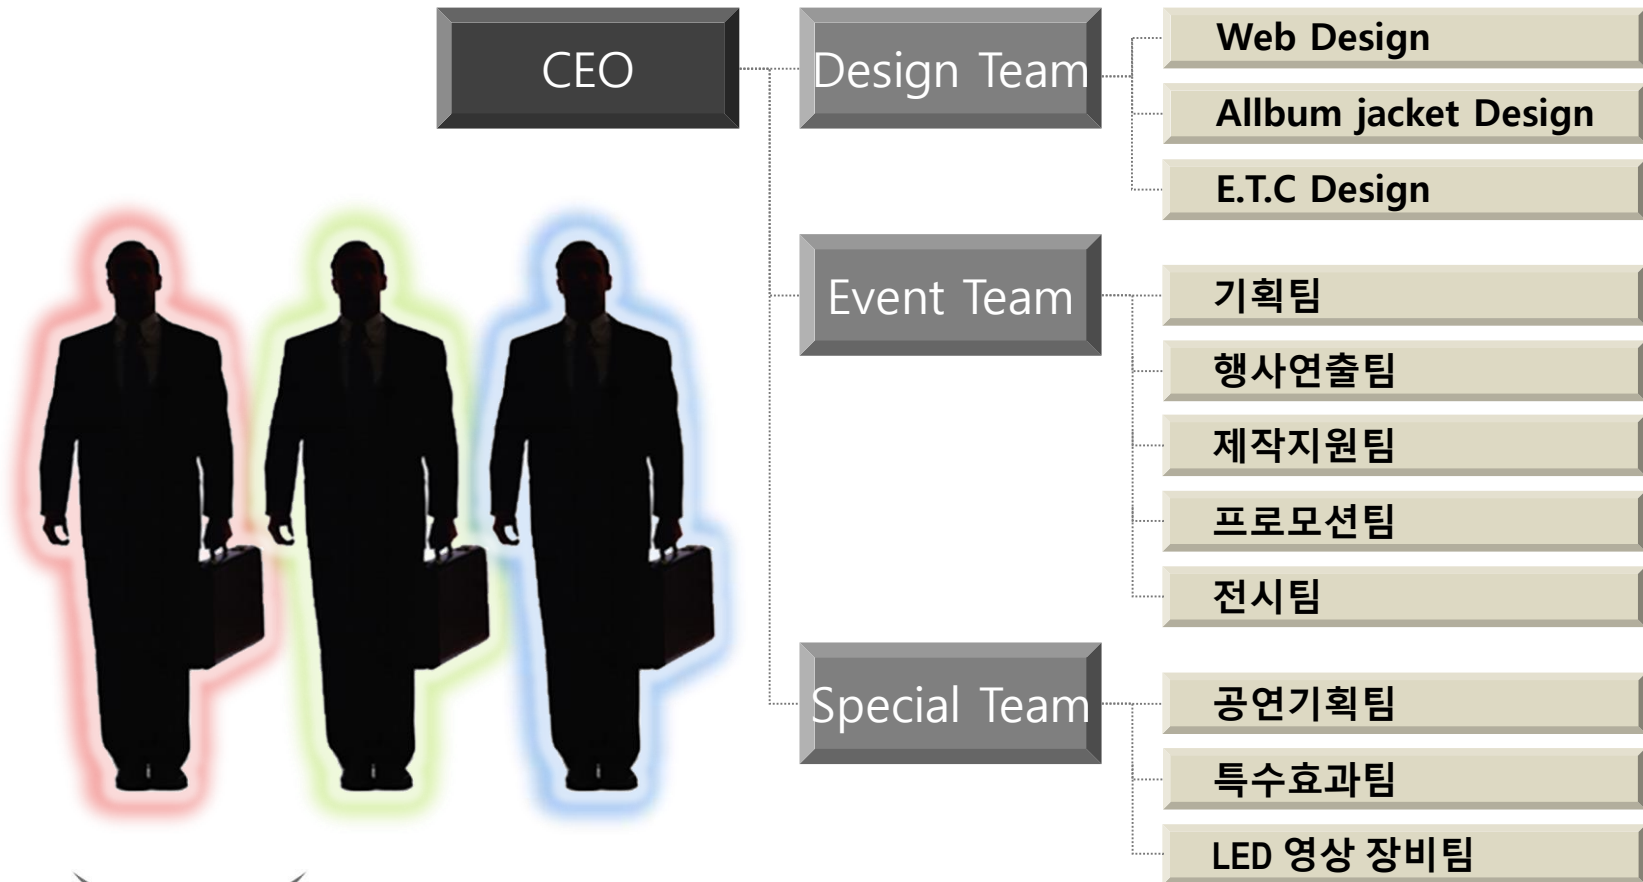 CEO
Design Team
Web Design
Allbum jacket Design
E.T.C Design
Event Team
기획팀
행사연출팀
제작지원팀
프로모션팀
전시팀
Special Team
공연기획팀
특수효과팀
LED 영상 장비팀